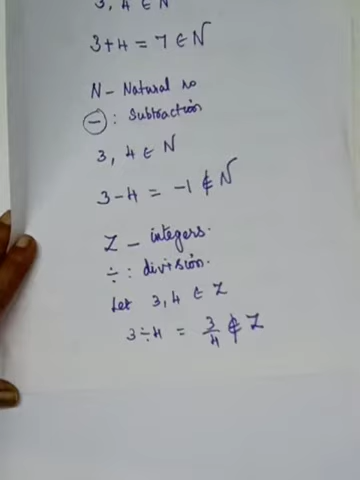 3, 4 ∈ N
3+4 = 7 ∈ N
N - Natural no
- : Subtraction
3, 4 ∈ N
3-4 = -1 ∉ N
Z - integers.
÷ : division.
Let 3, 4 ∈ Z
3÷4 = 3/4 ∉ Z